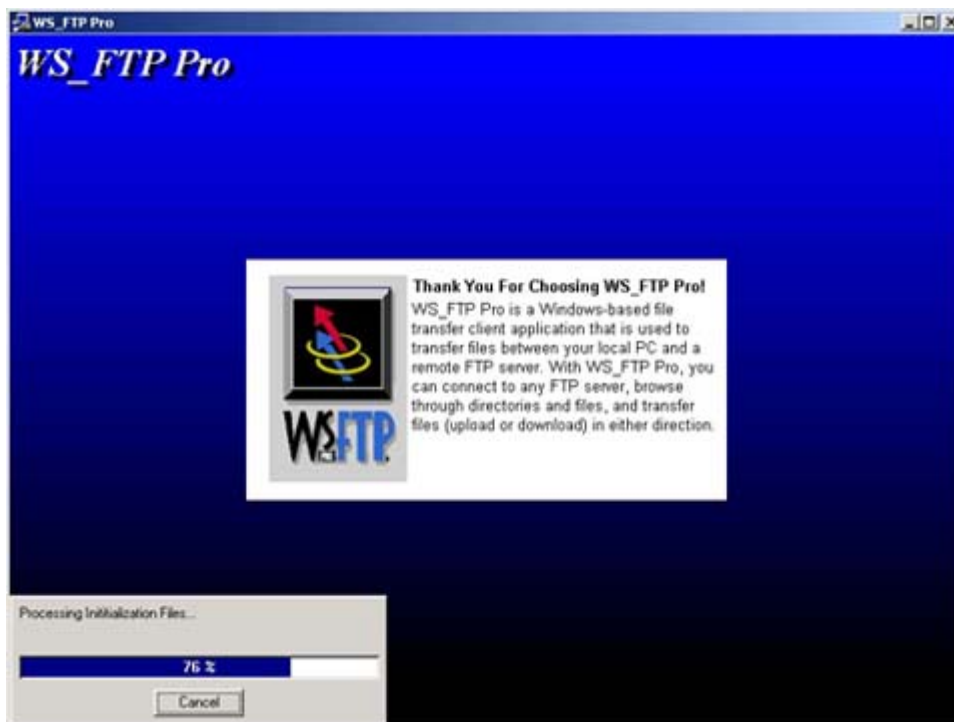 WS_FTP Pro
WS_FTP Pro
Thank You For Choosing WS_FTP Pro!
WS_FTP Pro is a Windows-based file
transfer client application that is used to
transfer files between your local PC and a
remote FTP server. With WS_FTP Pro, you
can connect to any FTP server, browse
through directories and files, and transfer
files (upload or download) in either direction.
WS FTP
Processing Inititialization Files...
76 %
Cancel